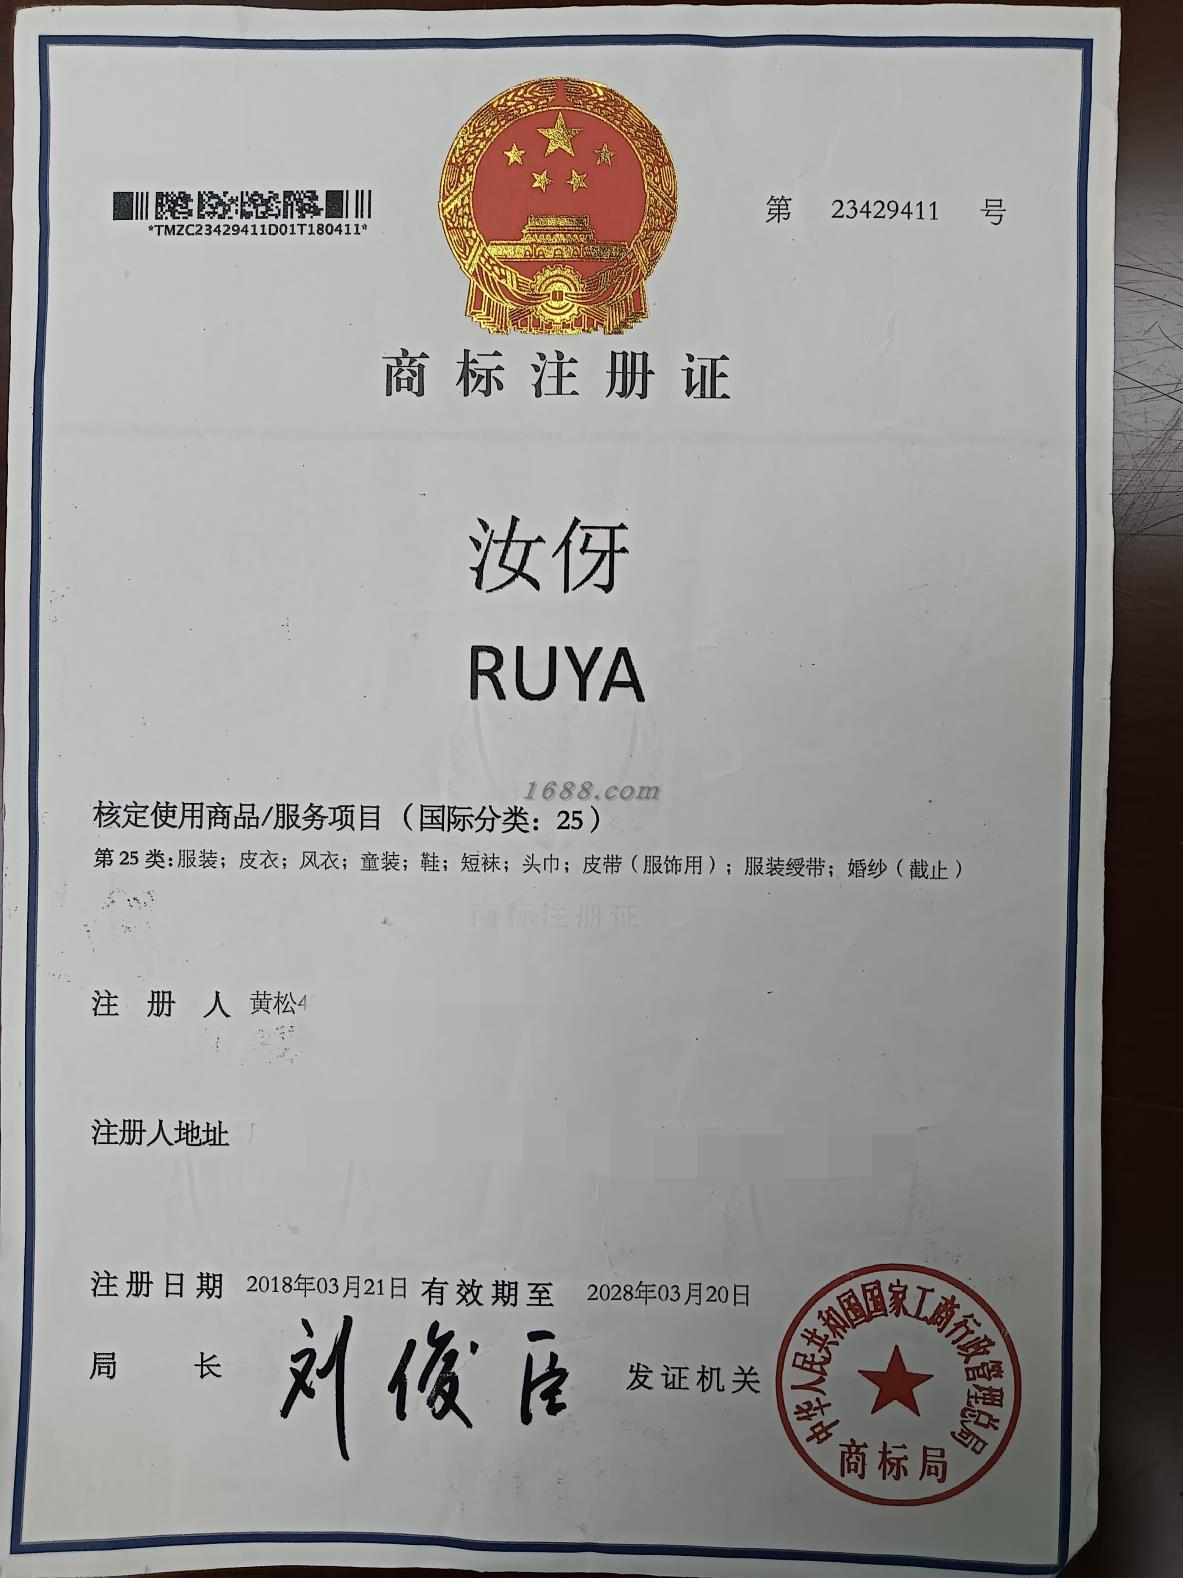 *TMZC23429411D01T180411*
第 23429411 号
商标注册证
汝伢
RUYA
1688.com
核定使用商品/服务项目（国际分类：25）
第25类:服装；皮衣；风衣；童装；鞋；短袜；头巾；皮带（服饰用）；服装绶带；婚纱（截止）
商标注册证
注册人 黄松
注册人地址
注册日期 2018年03月21日 有效期至 2028年03月20日
局长 刘俊臣 发证机关
中华人民共和国国家工商行政管理总局
商标局